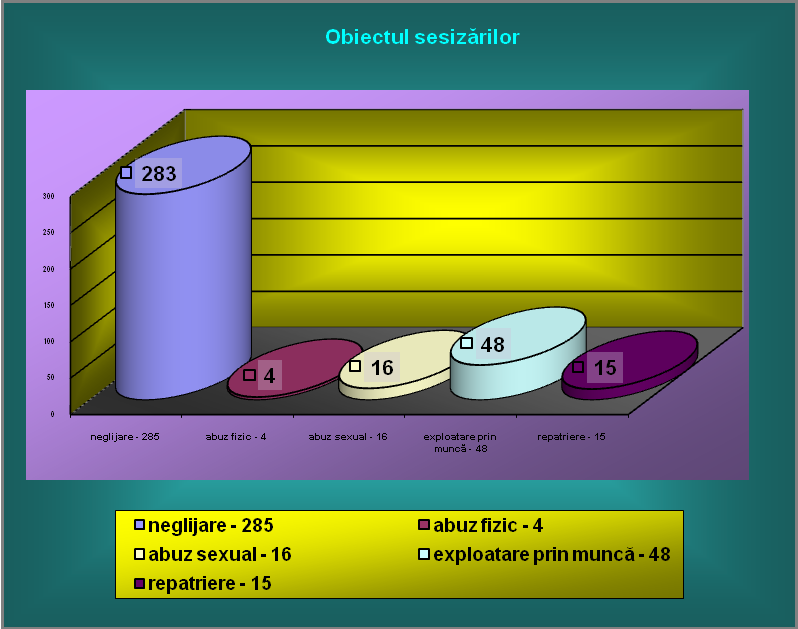 Obiectul sesizărilor
283
4
16
48
15
300
250
200
150
100
50
0
neglijare - 285
abuz fizic - 4
abuz sexual - 16
exploatare prin
muncă - 48
repatriere - 15
neglijare - 285
abuz fizic - 4
abuz sexual - 16
exploatare prin muncă - 48
repatriere - 15